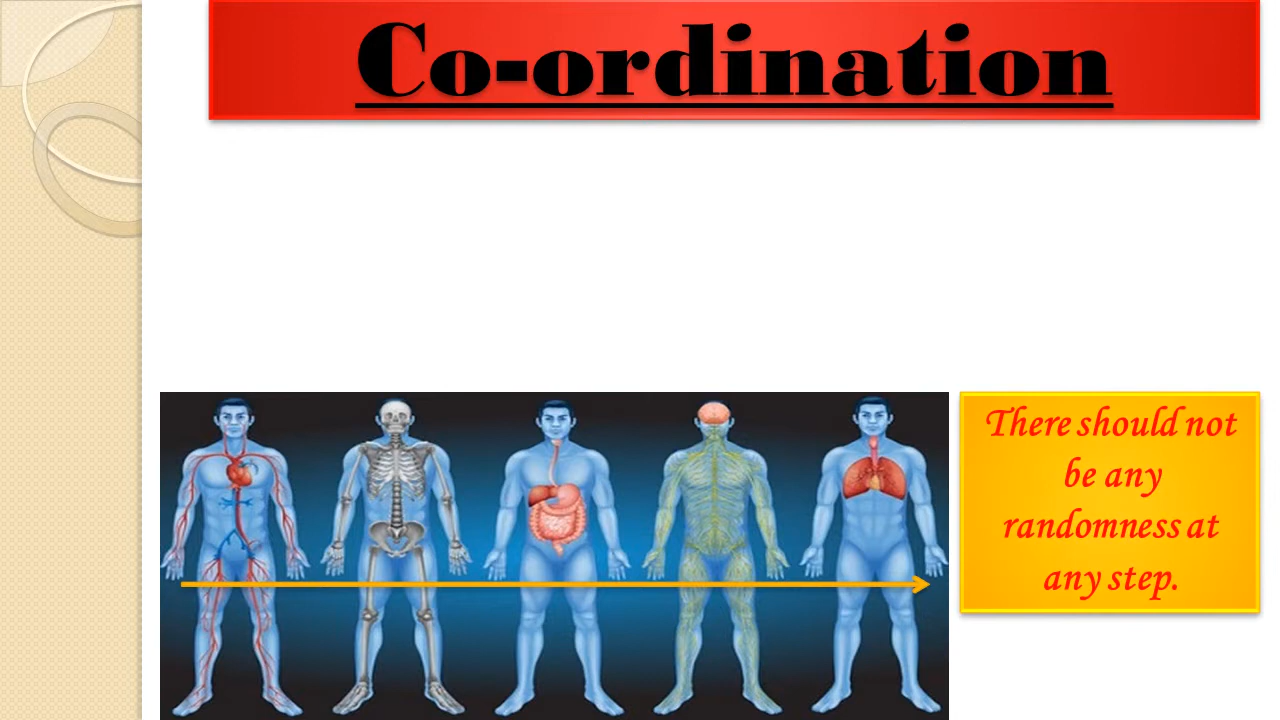 Co-ordination
There should not
be any
randomness at
any step.